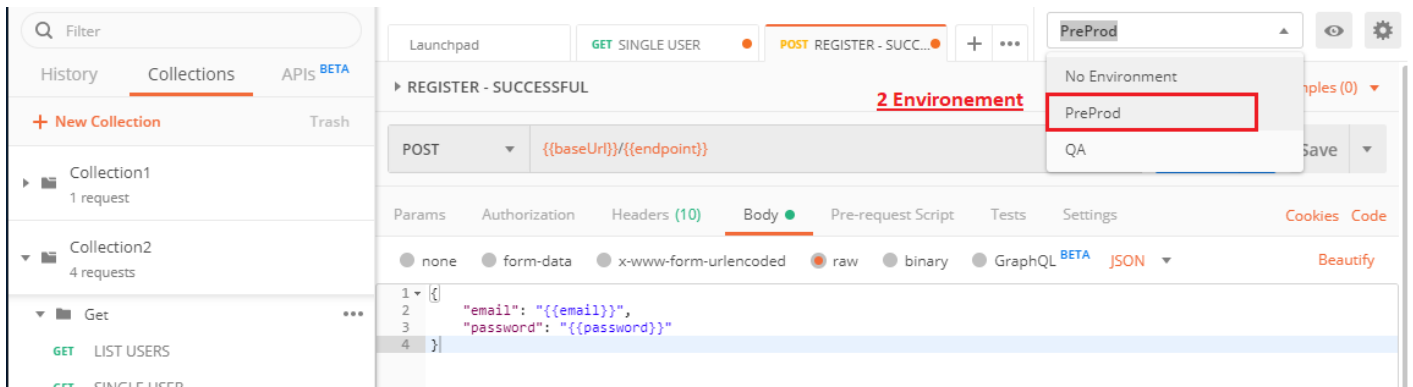 Filter
History Collections APIs BETA
+ New Collection Trash
Collection1
1 request
Collection2
4 requests
Get
GET LIST USERS
GET SINGLE USER
Launchpad GET SINGLE USER POST REGISTER - SUCC... + ...
PreProd
No Environment
PreProd
QA
REGISTER - SUCCESSFUL
2 Environement
(0)
POST {{baseUrl}}/{{endpoint}}
Save
Params Authorization Headers (10) Body Pre-request Script Tests Settings Cookies Code
none form-data x-www-form-urlencoded raw binary GraphQL BETA JSON Beautify
1 {
2 "email": "{{email}}",
3 "password": "{{password}}"
4 }